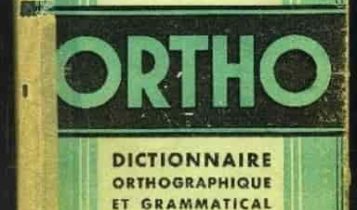 ORTHO
DICTIONNAIRE
ORTHOGRAPHIQUE
ET GRAMMATICAL